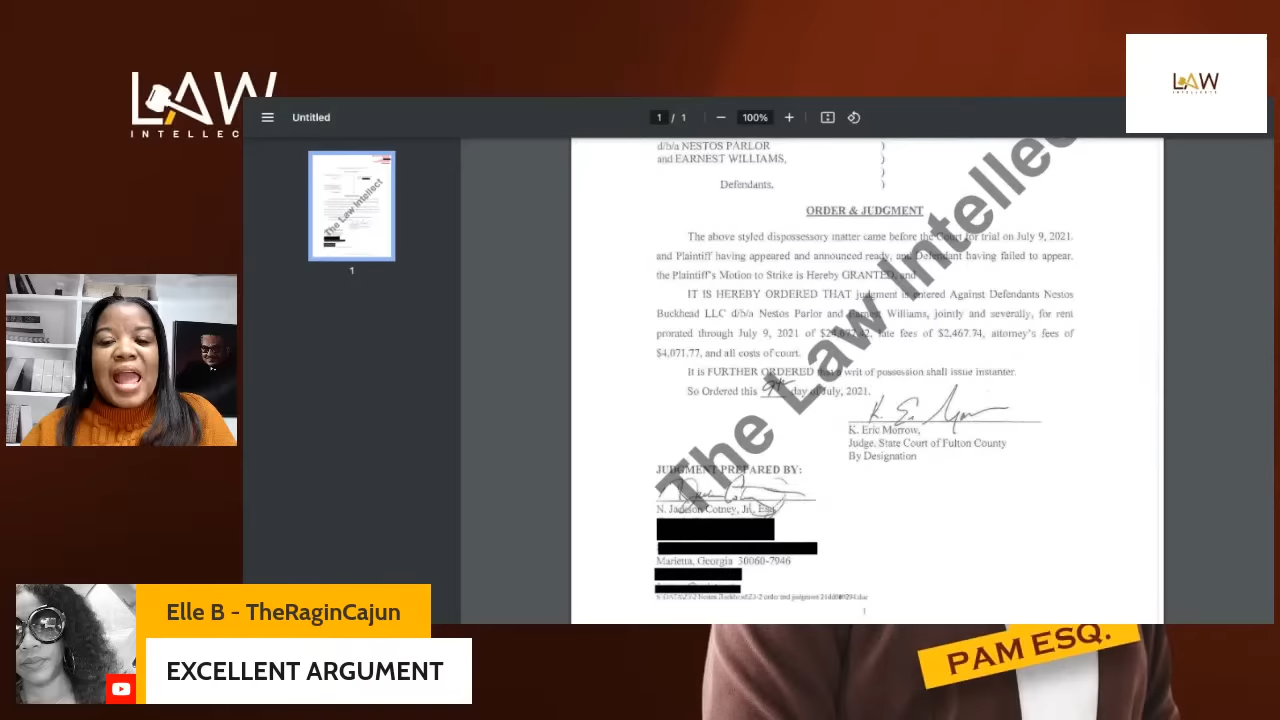 LAW
INTELLEC
LAW
INTELLECTS
Untitled
1 / 1
100%
1
d/b/a NESTOS PARLOR )
and EARNEST WILLIAMS, )
)
Defendants. )
ORDER & JUDGMENT
The above styled dispossessory matter came before the Court for trial on July 9, 2021.
and Plaintiff having appeared and announced ready, and Defendant having failed to appear,
the Plaintiff's Motion to Strike is Hereby GRANTED, and
IT IS HEREBY ORDERED THAT judgment is entered Against Defendants Nestos
Buckhead LLC d/b/a Nestos Parlor and Earnest Williams, jointly and severally, for rent
prorated through July 9, 2021 of late fees of $2,467.74, attorney's fees of
$4,071.77, and all costs of court.
It is FURTHER ORDERED that a writ of possession shall issue instanter.
So Ordered this 9th day of July, 2021.
K. Eric Morrow,
Judge, State Court of Fulton County
By Designation
JUDGMENT PREPARED BY:
N. Jackson Cotney, Jr., Esq.
Marietta, Georgia 30060-7946
1
The Law Intellec
The Law Intellect
Elle B - TheRaginCajun
EXCELLENT ARGUMENT
PAM ESQ.